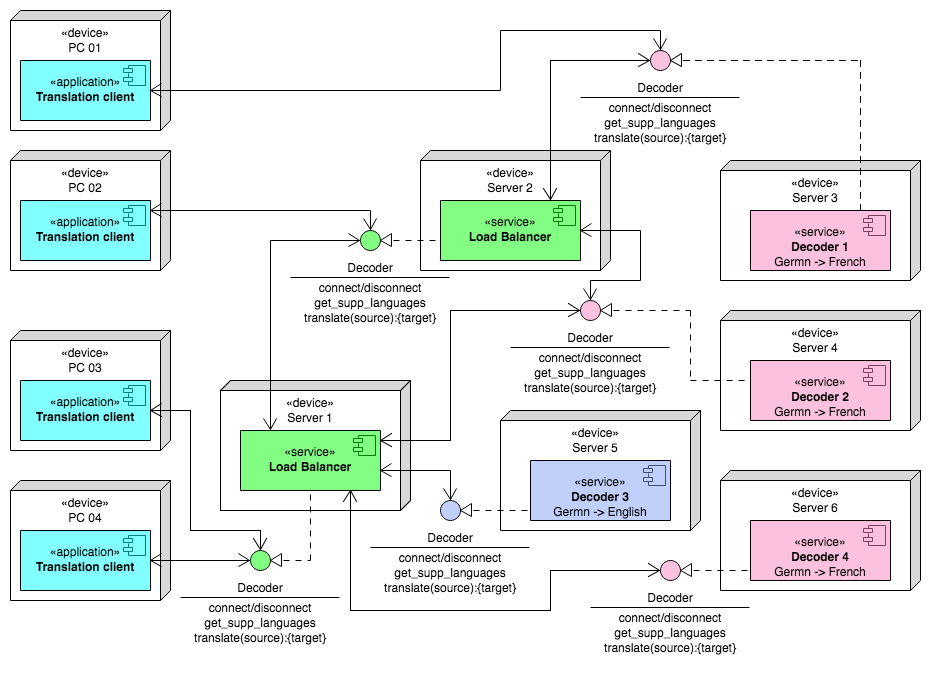 «device»
PC 01
«application»
Translation client
Decoder
connect/disconnect
get_supp_languages
translate(source):{target}
«device»
PC 02
«application»
Translation client
«device»
Server 2
«service»
Load Balancer
«device»
Server 3
«service»
Decoder 1
Germn -> French
Decoder
connect/disconnect
get_supp_languages
translate(source):{target}
Decoder
connect/disconnect
get_supp_languages
translate(source):{target}
«device»
Server 4
«service»
Decoder 2
Germn -> French
«device»
PC 03
«application»
Translation client
«device»
Server 1
«service»
Load Balancer
«device»
Server 5
«service»
Decoder 3
Germn -> English
«device»
PC 04
«application»
Translation client
Decoder
connect/disconnect
get_supp_languages
translate(source):{target}
«device»
Server 6
«service»
Decoder 4
Germn -> French
Decoder
connect/disconnect
get_supp_languages
translate(source):{target}
Decoder
connect/disconnect
get_supp_languages
translate(source):{target}